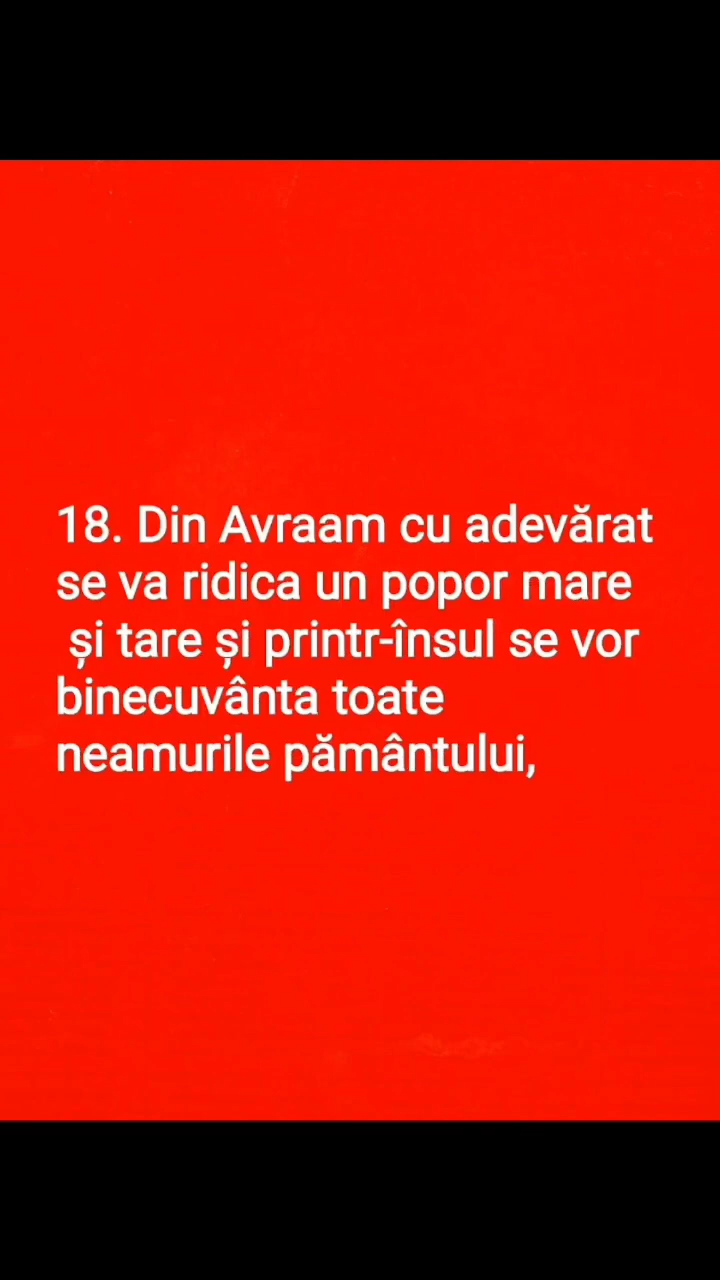 18. Din Avraam cu adevărat
se va ridica un popor mare
și tare și printr-însul se vor
binecuvânta toate
neamurile pământului,